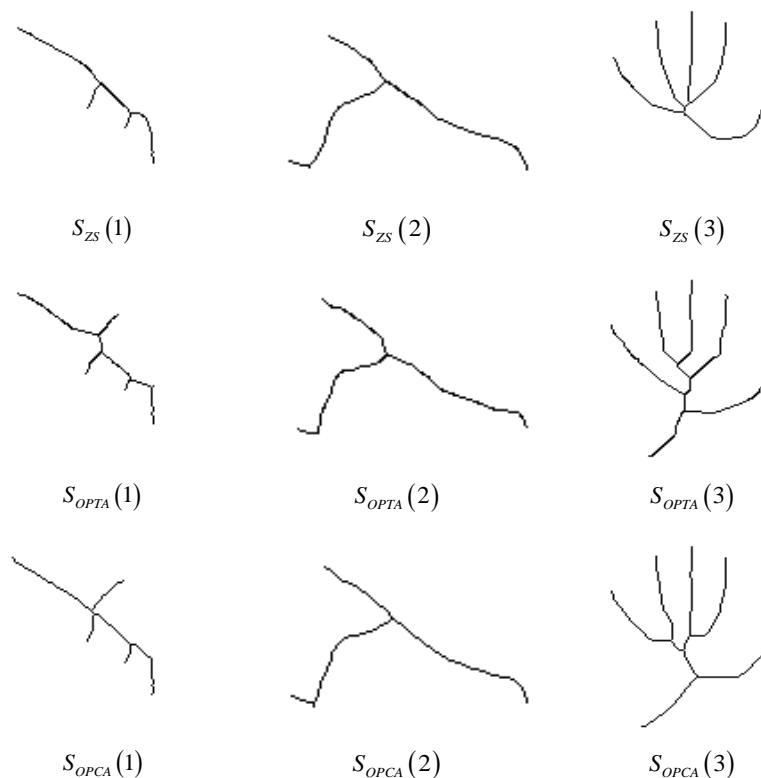 S_ZS(1) S_ZS(2) S_ZS(3)
S_OPTA(1) S_OPTA(2) S_OPTA(3)
S_OPCA(1) S_OPCA(2) S_OPCA(3)